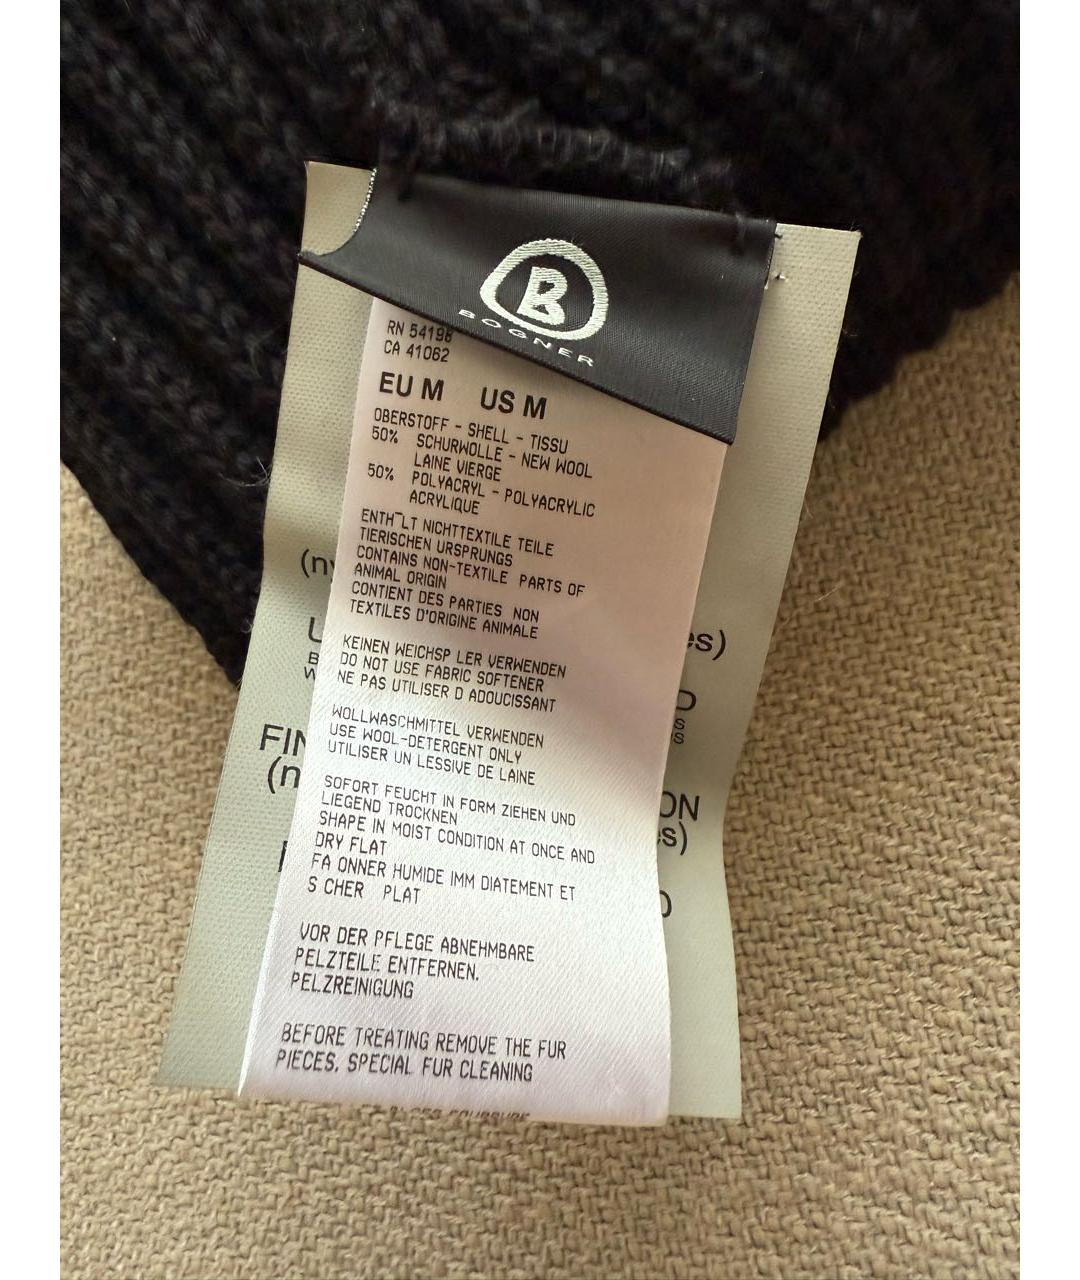 B
BOGNER
RN 54198
CA 41062
EU M US M
OBERSTOFF - SHELL - TISSU
50% SCHURWOLLE - NEW WOOL
LAINE VIERGE
50% POLYACRYL - POLYACRYLIC
ACRYLIQUE
ENTH~LT NICHTTEXTILE TEILE
TIERISCHEN URSPRUNGS
CONTAINS NON-TEXTILE PARTS OF
ANIMAL ORIGIN
CONTIENT DES PARTIES NON
TEXTILES D'ORIGINE ANIMALE
KEINEN WEICHSP LER VERWENDEN
DO NOT USE FABRIC SOFTENER
NE PAS UTILISER D ADOUCISSANT
WOLLWASCHMITTEL VERWENDEN
USE WOOL-DETERGENT ONLY
UTILISER UN LESSIVE DE LAINE
SOFORT FEUCHT IN FORM ZIEHEN UND
LIEGEND TROCKNEN
SHAPE IN MOIST CONDITION AT ONCE AND
DRY FLAT
FA ONNER HUMIDE IMM DIATEMENT ET
S CHER PLAT
VOR DER PFLEGE ABNEHMBARE
PELZTEILE ENTFERNEN.
PELZREINIGUNG
BEFORE TREATING REMOVE THE FUR
PIECES. SPECIAL FUR CLEANING